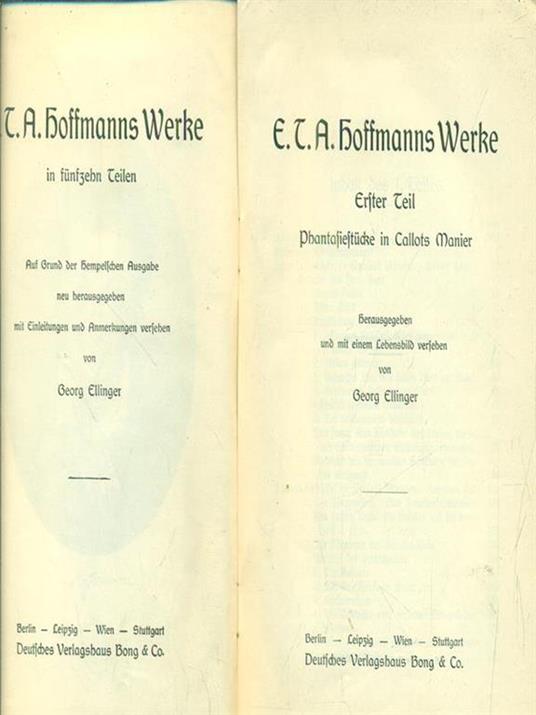 T. A. Hoffmanns Werke
in fünfzehn Teilen
Auf Grund der Hempelschen Ausgabe
neu herausgegeben
mit Einleitungen und Anmerkungen versehen
von
Georg Ellinger
Berlin — Leipzig — Wien — Stuttgart
Deutsches Verlagshaus Bong & Co.
E. T. A. Hoffmanns Werke
Erſter Teil
Phantaſieſtücke in Callots Manier
Herausgegeben
und mit einem Lebensbild verſehen
von
Georg Ellinger
Berlin — Leipzig — Wien — Stuttgart
Deutſches Verlagshaus Bong & Co.